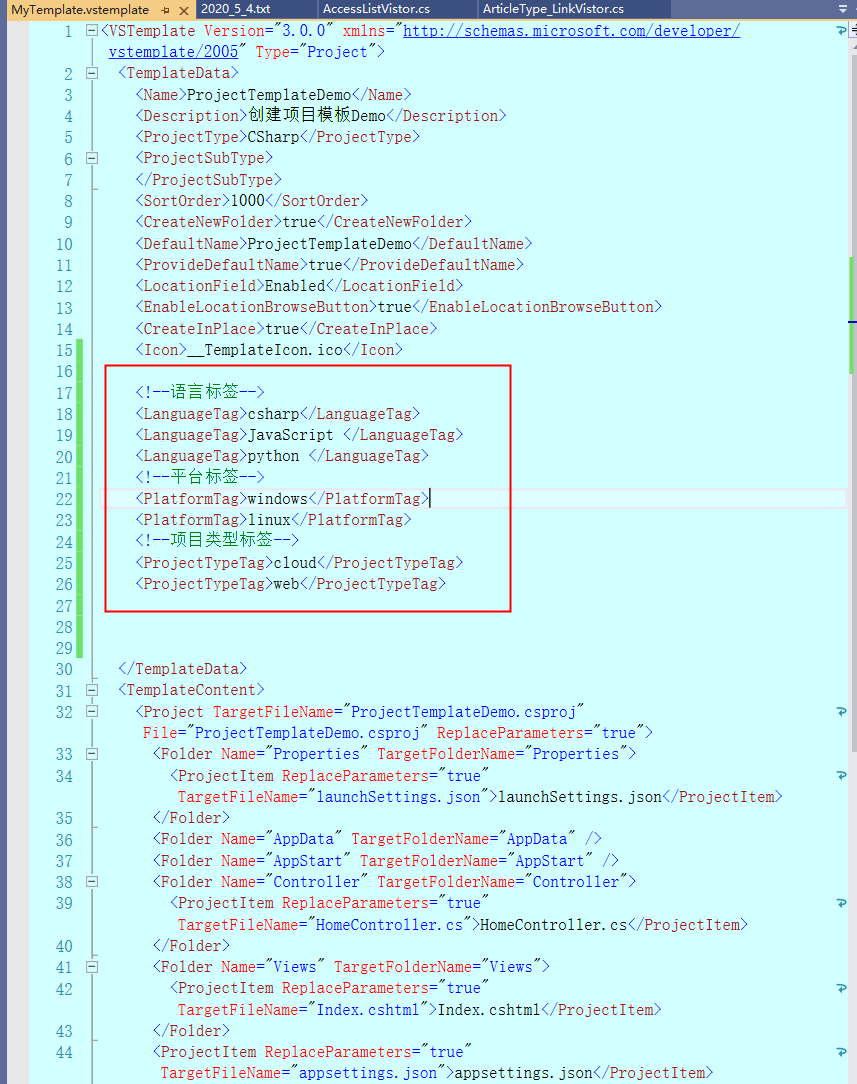 MyTemplate.vstemplate 2020_5_4.txt AccessListVistor.cs ArticleType_LinkVistor.cs
1 <VSTemplate Version="3.0.0" xmlns="http://schemas.microsoft.com/developer/
vstemplate/2005" Type="Project">
2 <TemplateData>
3 <Name>ProjectTemplateDemo</Name>
4 <Description>创建项目模板Demo</Description>
5 <ProjectType>CSharp</ProjectType>
6 <ProjectSubType>
7 </ProjectSubType>
8 <SortOrder>1000</SortOrder>
9 <CreateNewFolder>true</CreateNewFolder>
10 <DefaultName>ProjectTemplateDemo</DefaultName>
11 <ProvideDefaultName>true</ProvideDefaultName>
12 <LocationField>Enabled</LocationField>
13 <EnableLocationBrowseButton>true</EnableLocationBrowseButton>
14 <CreateInPlace>true</CreateInPlace>
15 <Icon>__TemplateIcon.ico</Icon>
16
17 <!--语言标签-->
18 <LanguageTag>csharp</LanguageTag>
19 <LanguageTag>JavaScript </LanguageTag>
20 <LanguageTag>python </LanguageTag>
21 <!--平台标签-->
22 <PlatformTag>windows</PlatformTag>
23 <PlatformTag>linux</PlatformTag>
24 <!--项目类型标签-->
25 <ProjectTypeTag>cloud</ProjectTypeTag>
26 <ProjectTypeTag>web</ProjectTypeTag>
27
28
29
30 </TemplateData>
31 <TemplateContent>
32 <Project TargetFileName="ProjectTemplateDemo.csproj"
File="ProjectTemplateDemo.csproj" ReplaceParameters="true">
33 <Folder Name="Properties" TargetFolderName="Properties">
34 <ProjectItem ReplaceParameters="true"
TargetFileName="launchSettings.json">launchSettings.json</ProjectItem>
35 </Folder>
36 <Folder Name="AppData" TargetFolderName="AppData" />
37 <Folder Name="AppStart" TargetFolderName="AppStart" />
38 <Folder Name="Controller" TargetFolderName="Controller">
39 <ProjectItem ReplaceParameters="true"
TargetFileName="HomeController.cs">HomeController.cs</ProjectItem>
40 </Folder>
41 <Folder Name="Views" TargetFolderName="Views">
42 <ProjectItem ReplaceParameters="true"
TargetFileName="Index.cshtml">Index.cshtml</ProjectItem>
43 </Folder>
44 <ProjectItem ReplaceParameters="true"
TargetFileName="appsettings.json">appsettings.json</ProjectItem>